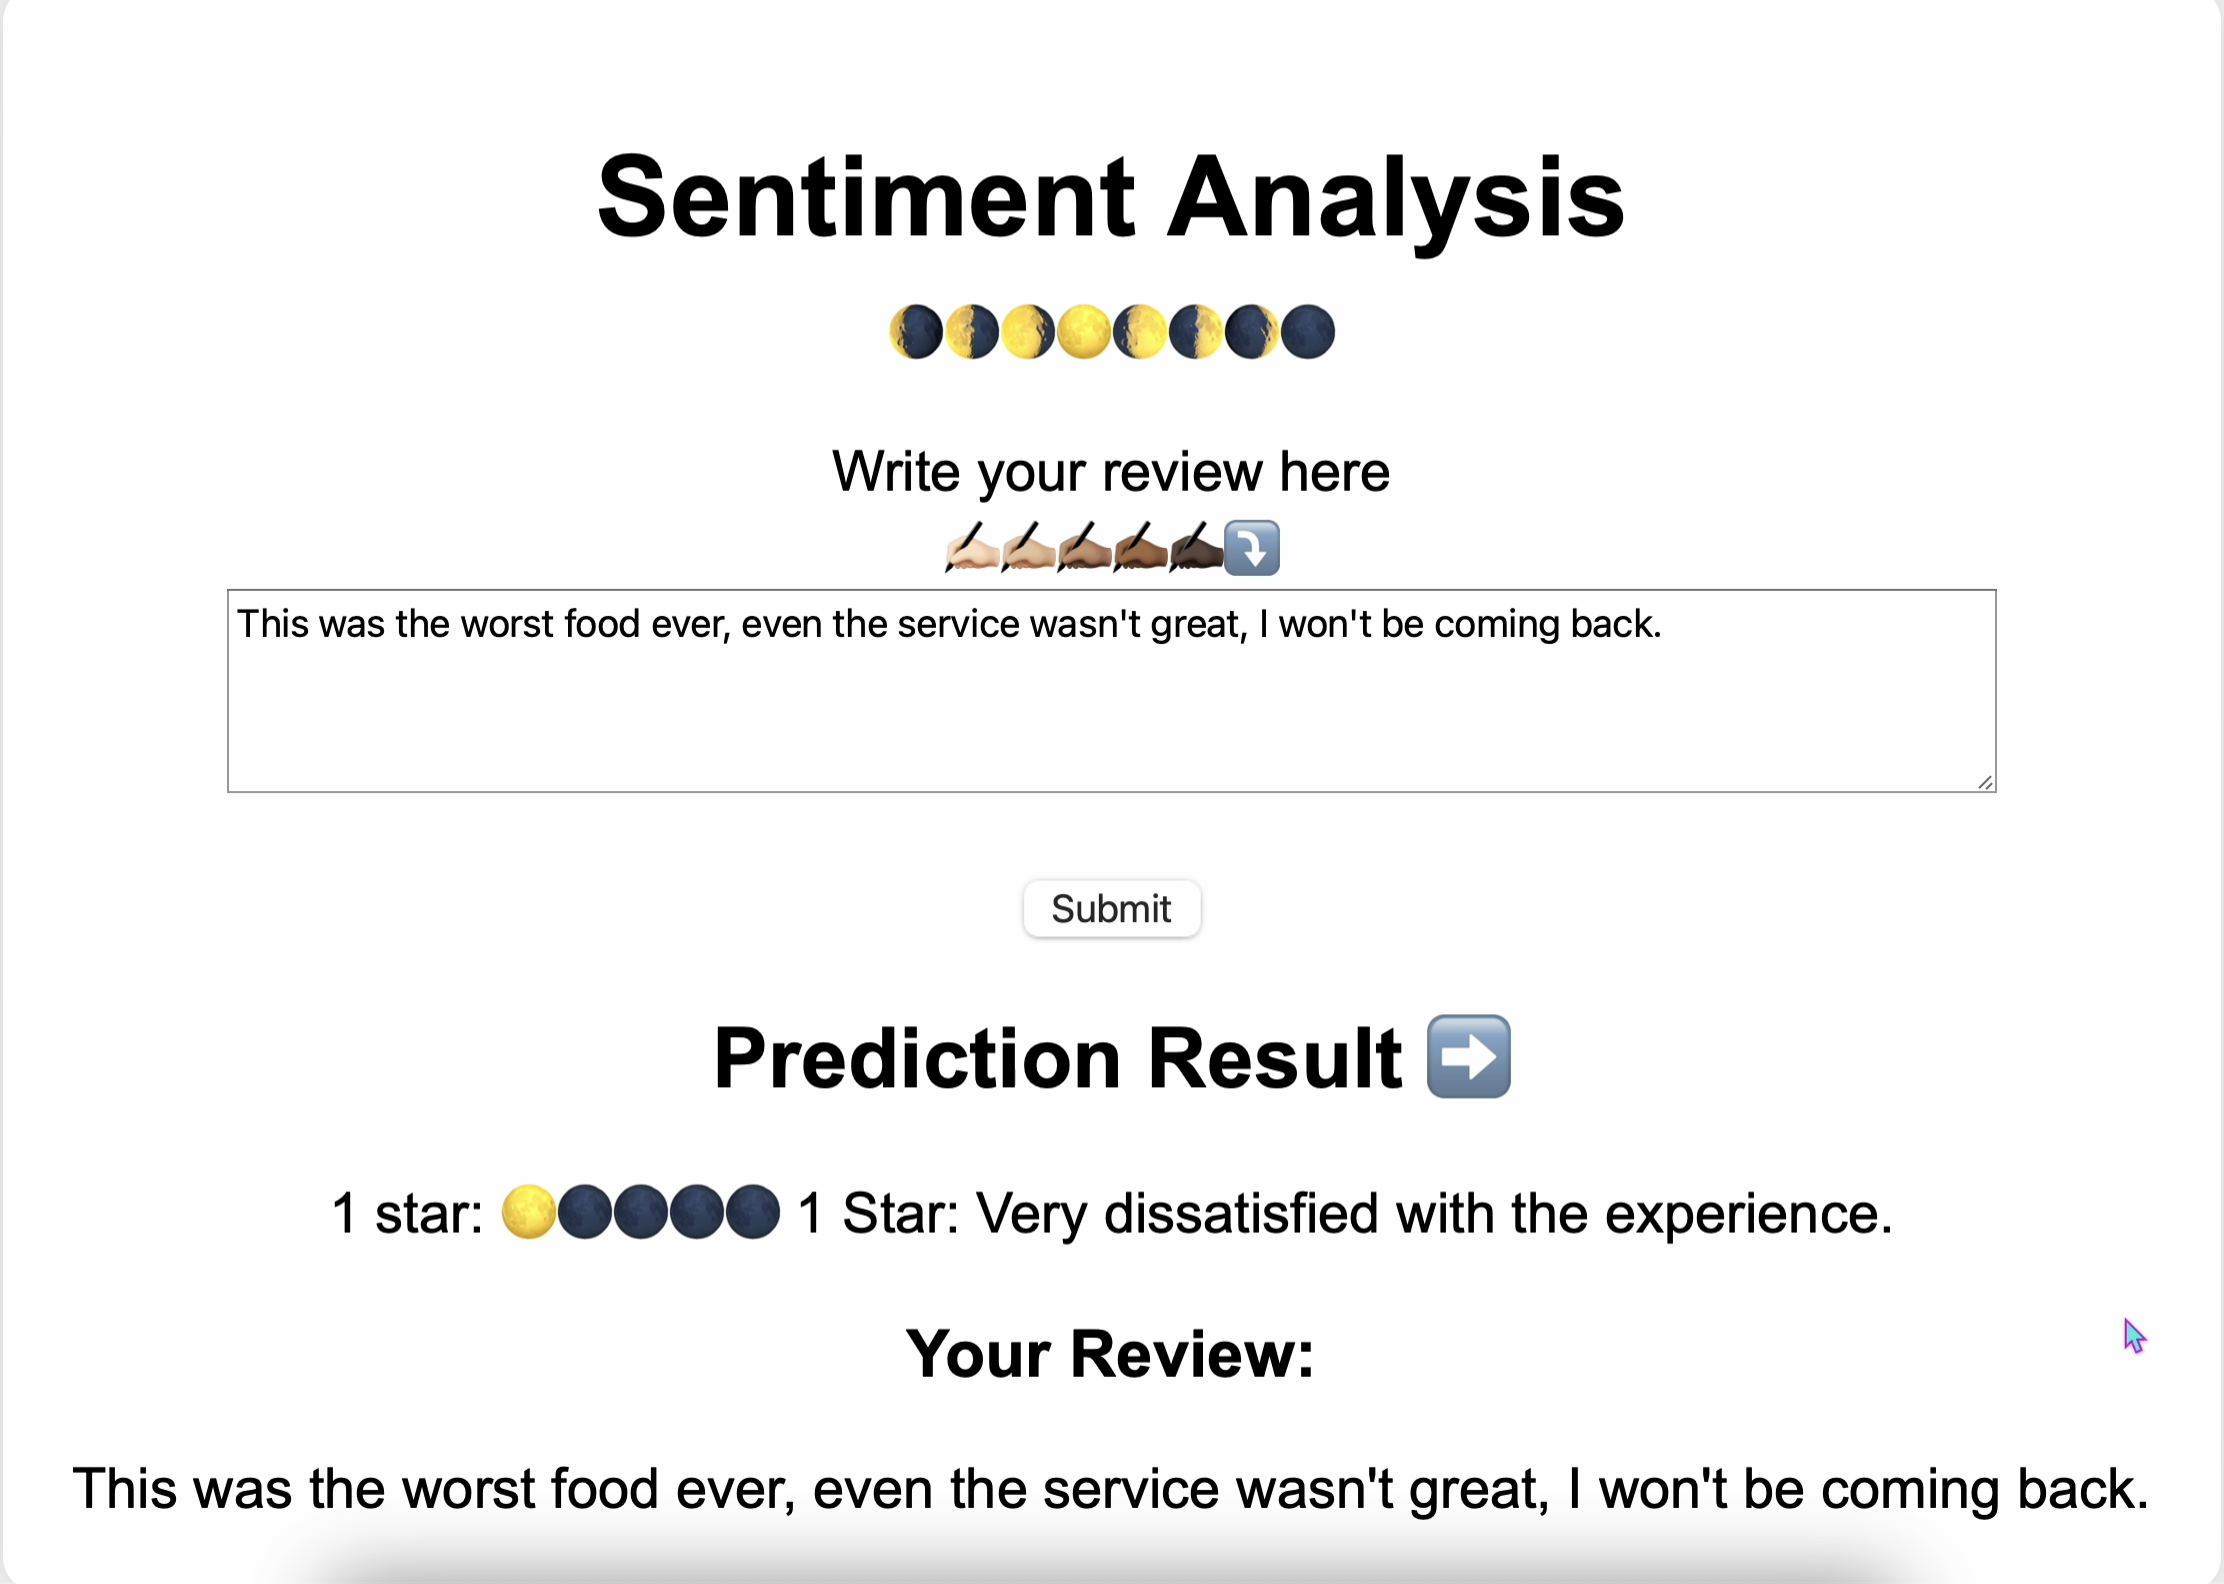 Sentiment Analysis
🌘🌗🌖🌕🌔🌓🌒🌑
Write your review here
✍🏻✍🏼✍🏽✍🏾✍🏿⤵️
This was the worst food ever, even the service wasn't great, I won't be coming back.
Submit
Prediction Result ➡️
1 star: 🌕🌑🌑🌑🌑 1 Star: Very dissatisfied with the experience.
Your Review:
This was the worst food ever, even the service wasn't great, I won't be coming back.